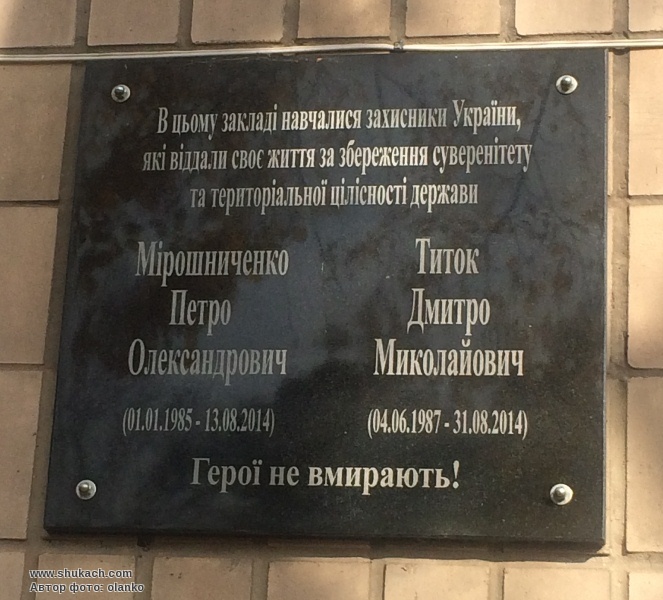 В цьому закладі навчалися захисники України,
які віддали своє життя за збереження суверенітету
та територіальної цілісності держави
Мірошниченко
Петро
Олександрович
(01.01.1985 - 13.08.2014)
Титок
Дмитро
Миколайович
(04.06.1987 - 31.08.2014)
Герої не вмирають!
www.shukach.com
Автор фото: olanko